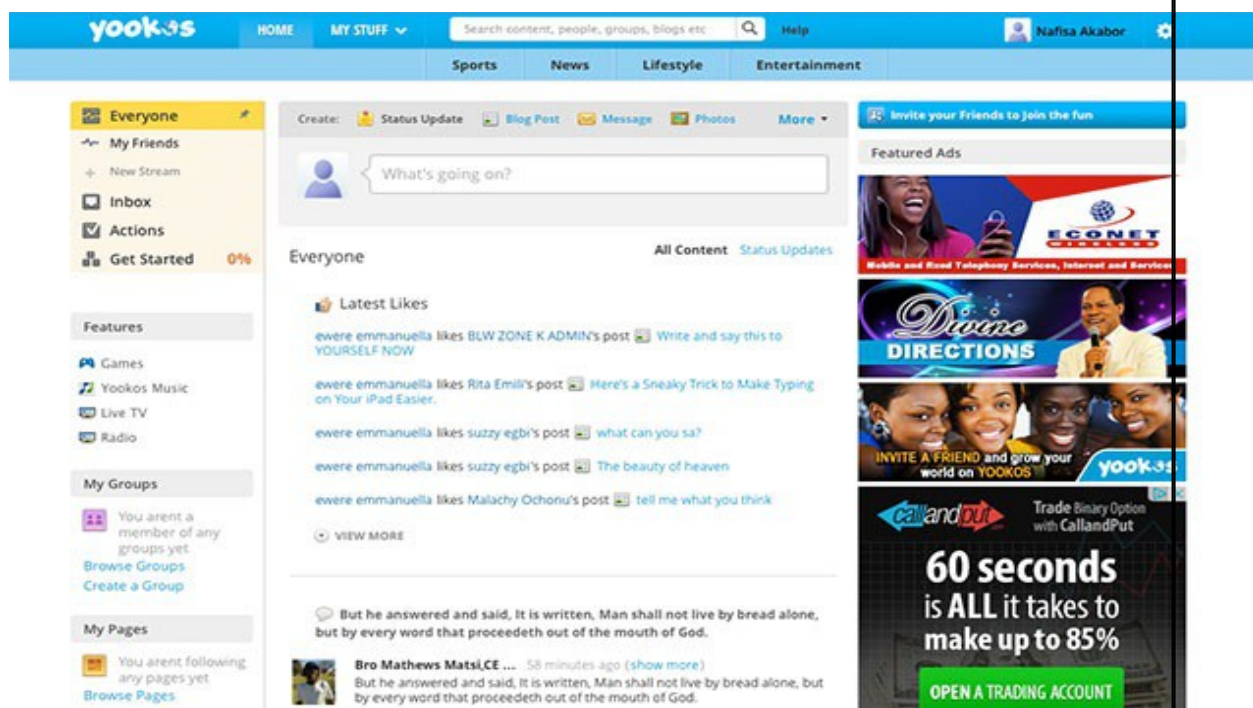 yookos
HOME
MY STUFF
Search content, people, groups, blogs etc
Help
Nafisa Akabor
Sports
News
Lifestyle
Entertainment
Everyone
My Friends
+ New Stream
Inbox
Actions
Get Started 0%
Features
Games
Yookos Music
Live TV
Radio
My Groups
You arent a
member of any
groups yet
Browse Groups
Create a Group
My Pages
You arent following
any pages yet
Browse Pages
Create: Status Update Blog Post Message Photos More
What's going on?
Everyone
All Content Status Updates
Latest Likes
ewere emmanuella likes BLW ZONE K ADMIN's post Write and say this to
YOURSELF NOW
ewere emmanuella likes Rita Emili's post Here's a Sneaky Trick to Make Typing
on Your iPad Easier.
ewere emmanuella likes suzzy egbi's post what can you sa?
ewere emmanuella likes suzzy egbi's post The beauty of heaven
ewere emmanuella likes Malachy Ochonu's post tell me what you think
VIEW MORE
But he answered and said, It is written, Man shall not live by bread alone,
but by every word that proceedeth out of the mouth of God.
Bro Mathews Matsi,CE ... 58 minutes ago (show more)
But he answered and said, It is written, Man shall not live by bread alone, but
by every word that proceedeth out of the mouth of God.
Invite your Friends to join the fun
Featured Ads
ECONET
WIRELESS
Mobile and Fixed Telephony Services, Internet and Services
Divine
DIRECTIONS
INVITE A FRIEND and grow your
world on YOOKOS
yookos
callandput
Trade Binary Option
with CallandPut
60 seconds
is ALL it takes to
make up to 85%
OPEN A TRADING ACCOUNT